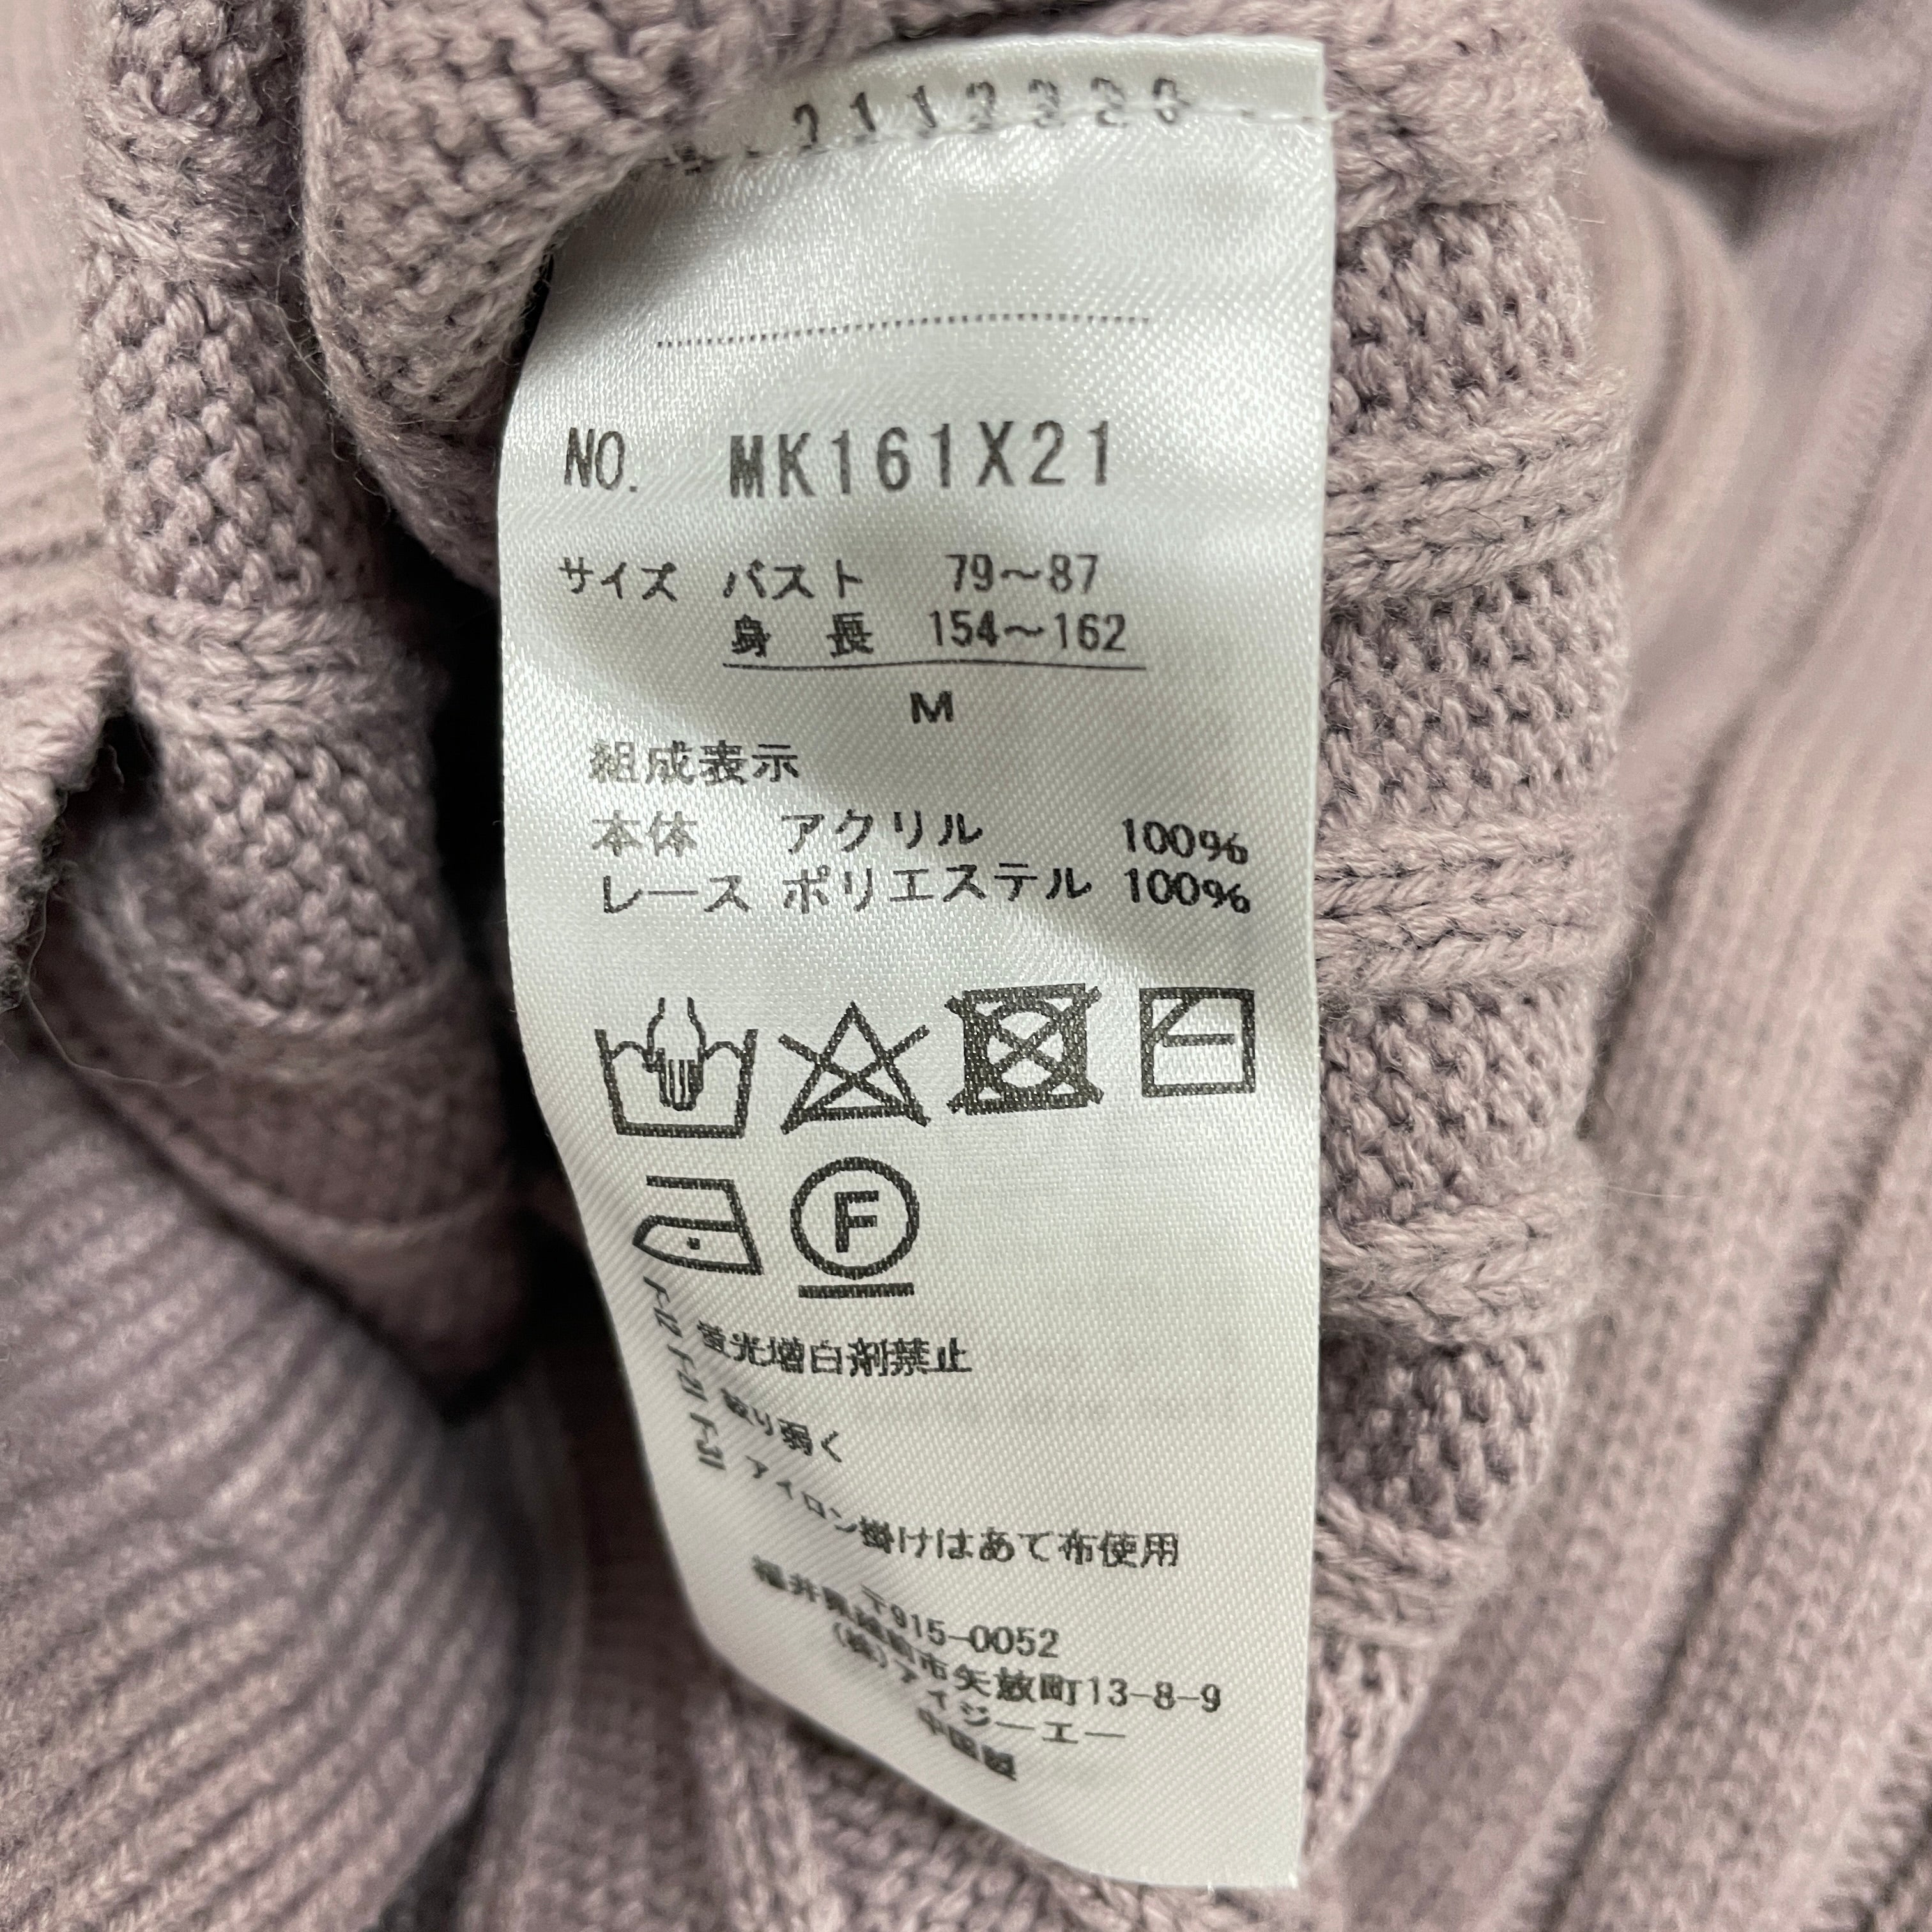 NO. MK161X21
サイズ バスト 79〜87
身長 154〜162
M
組成表示
本体 アクリル 100%
レース ポリエステル 100%
F
F-12 蛍光増白剤禁止
F-21 絞り弱く
F-31 アイロン掛けはあて布使用
〒915-0052
福井県越前市矢放町13-8-9
(株)アイジーエー
中国製